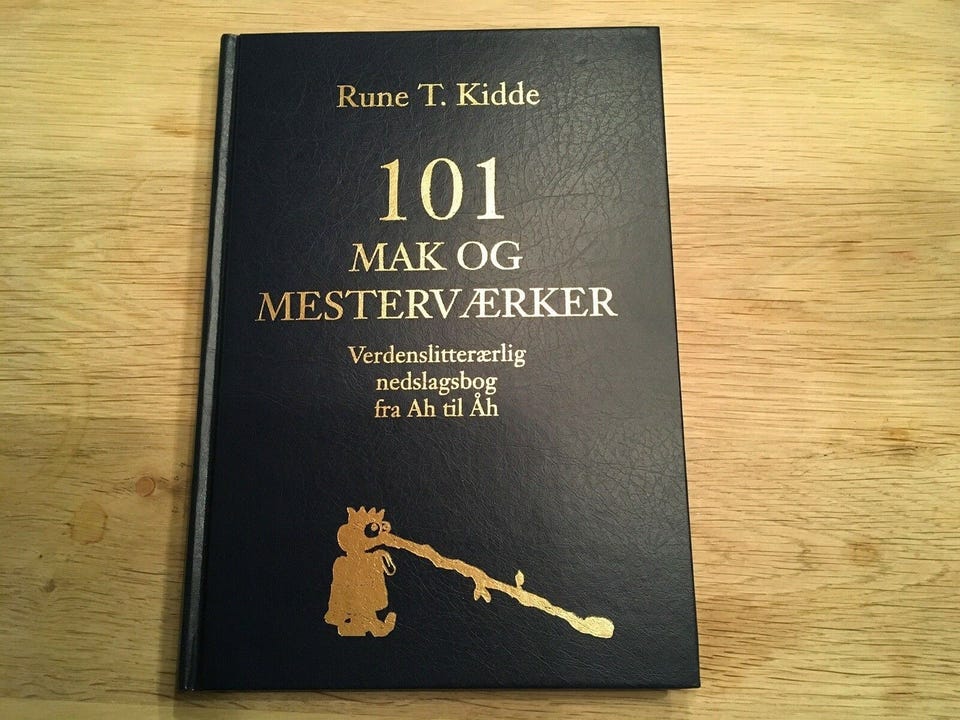 Rune T. Kidde
101
MAK OG
MESTERVÆRKER
Verdenslitterærlig
nedslagsbog
fra Ah til Åh